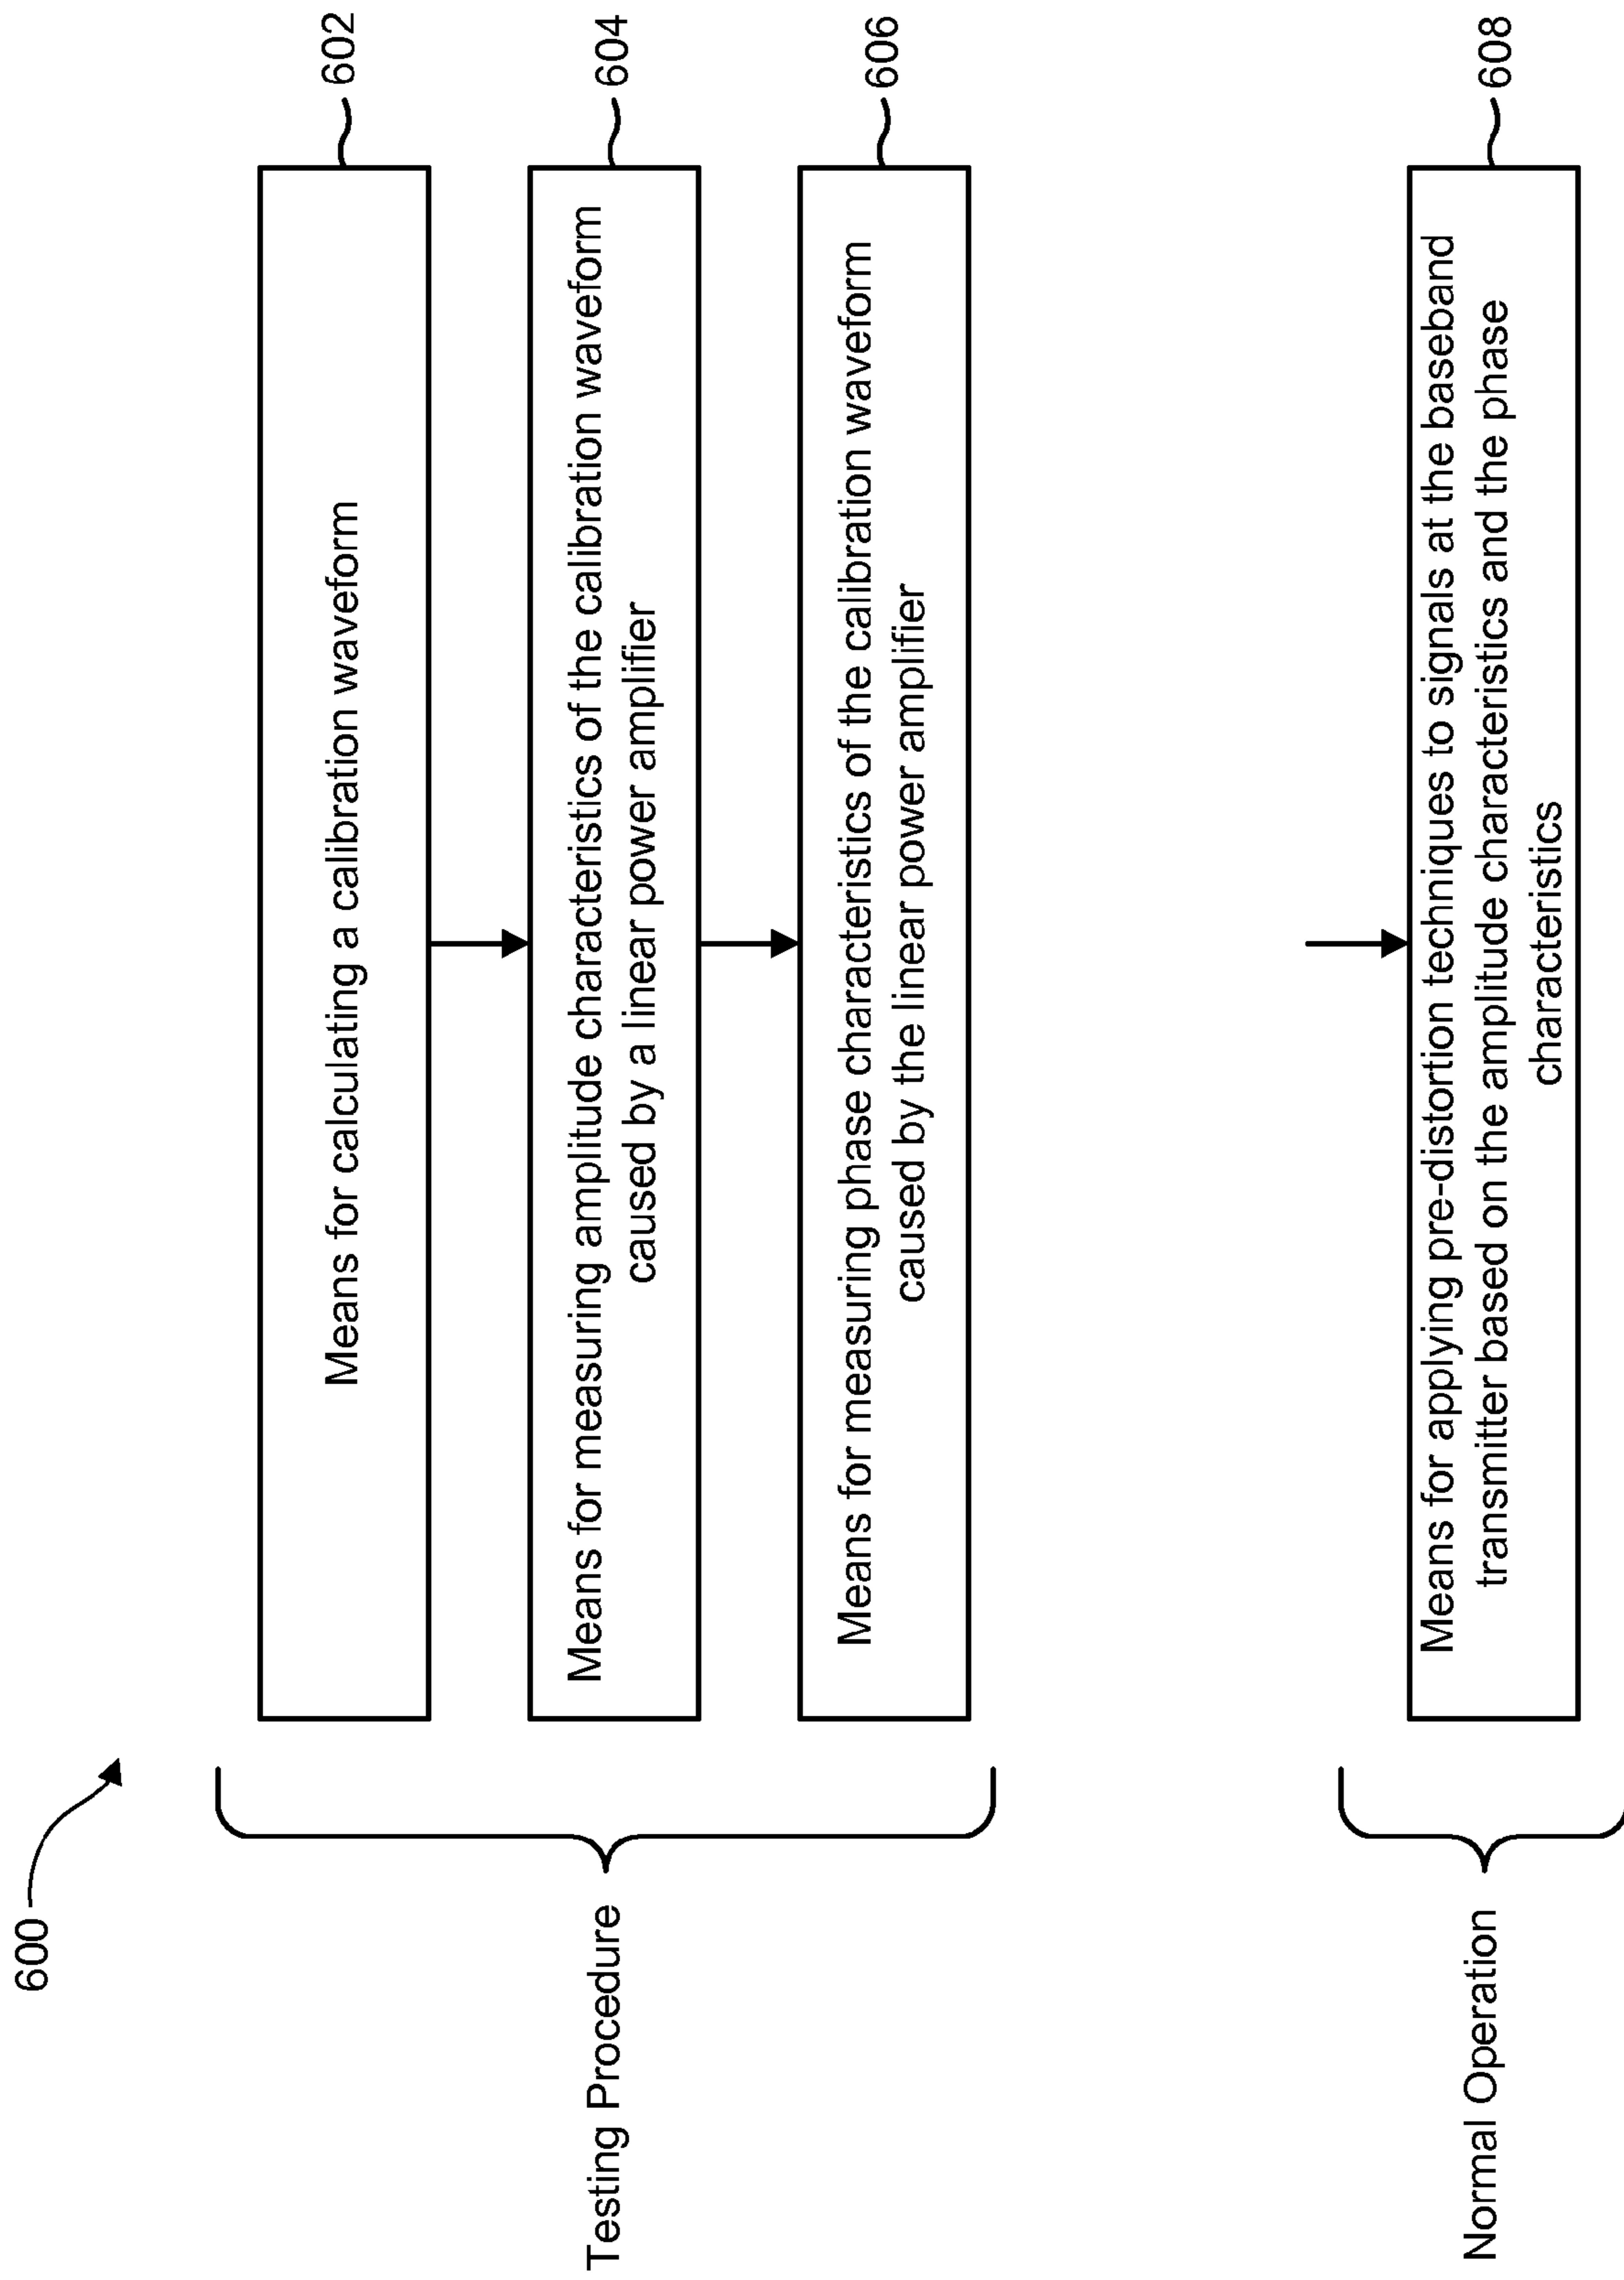 600
Testing Procedure
Means for calculating a calibration waveform
602
Means for measuring amplitude characteristics of the calibration waveform
caused by a linear power amplifier
604
Means for measuring phase characteristics of the calibration waveform
caused by the linear power amplifier
606
Normal Operation
Means for applying pre-distortion techniques to signals at the baseband
transmitter based on the amplitude characteristics and the phase
characteristics
608